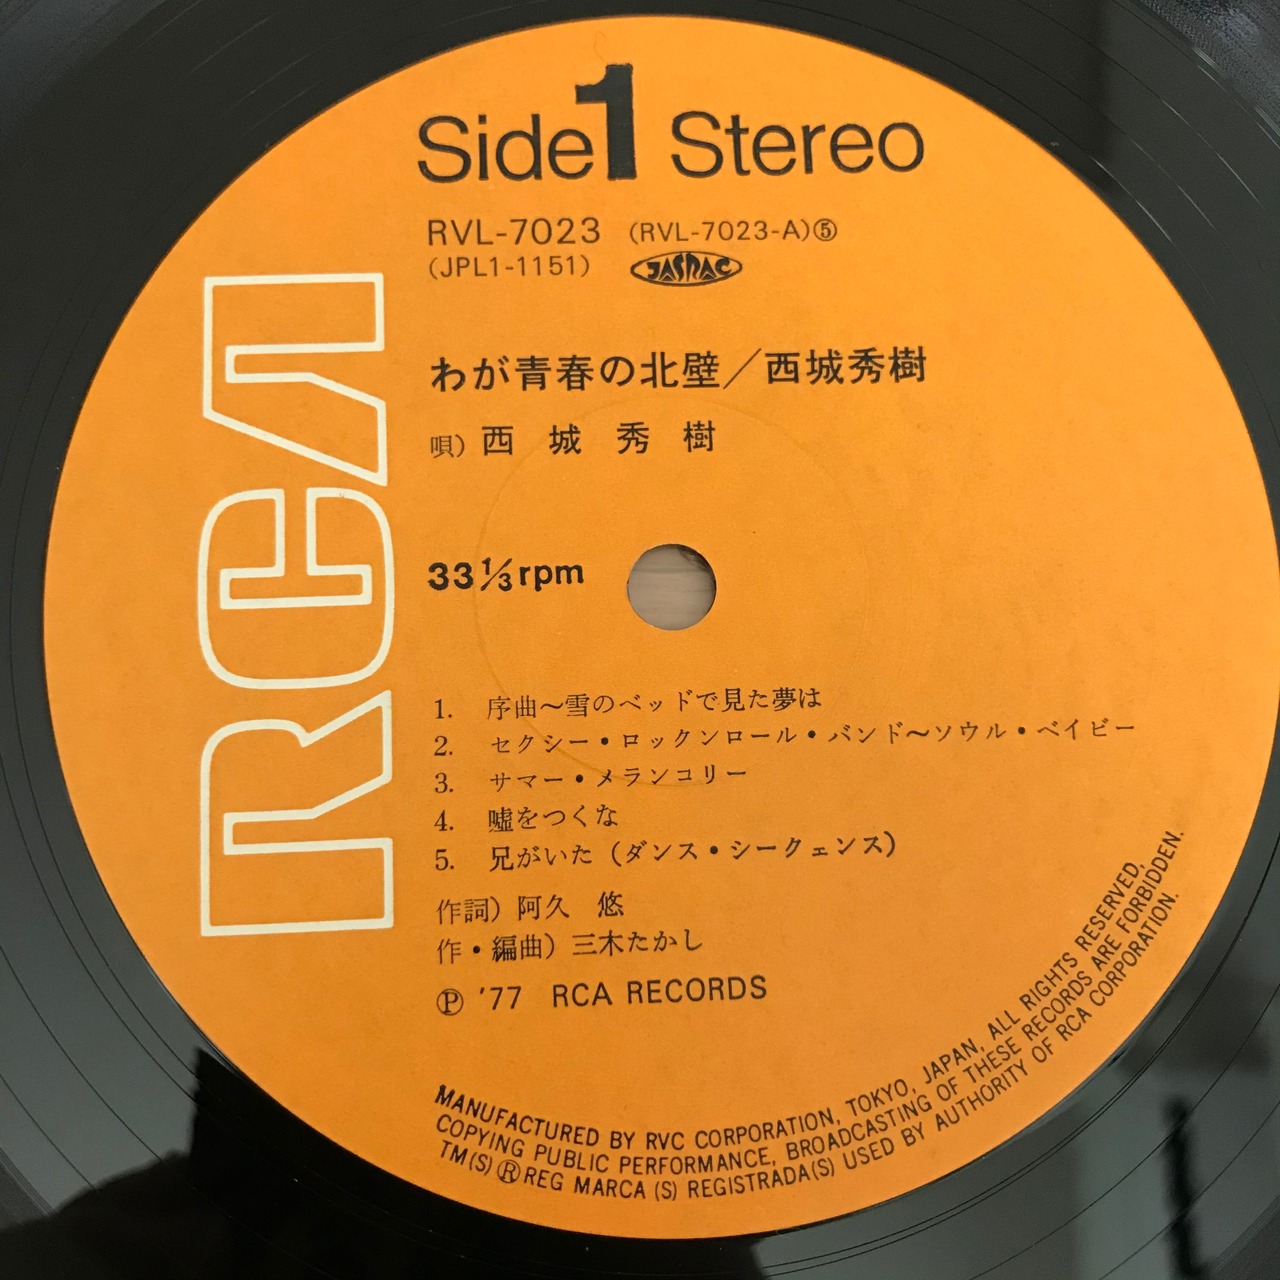 Side 1 Stereo
RVL-7023 (RVL-7023-A)⑤
(JPL1-1151) JASRAC
わが青春の北壁／西城秀樹
唄）西 城 秀 樹
RCA
33 1/3 rpm
1. 序曲〜雪のベッドで見た夢は
2. セクシー・ロックンロール・バンド〜ソウル・ベイビー
3. サマー・メランコリー
4. 嘘をつくな
5. 兄がいた（ダンス・シークェンス）
作詞）阿久 悠
作・編曲）三木たかし
Ⓟ '77 RCA RECORDS
MANUFACTURED BY RVC CORPORATION, TOKYO, JAPAN, ALL RIGHTS RESERVED,
COPYING PUBLIC PERFORMANCE, BROADCASTING OF THESE RECORDS ARE FORBIDDEN.
TM(S) ® REG MARCA (S) REGISTRADA(S) USED BY AUTHORITY OF RCA CORPORATION.